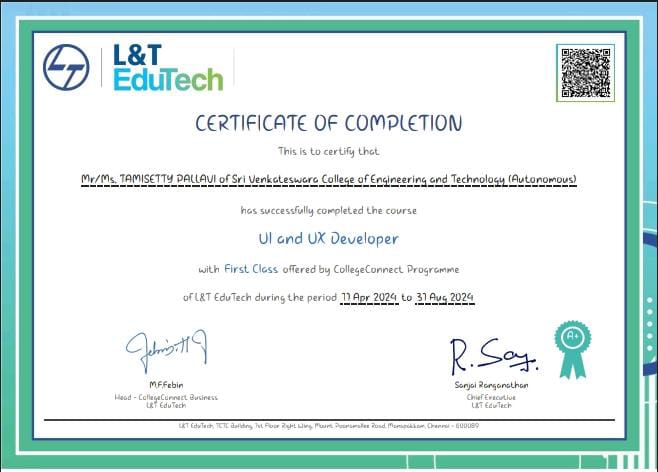 L&T
EduTech
CERTIFICATE OF COMPLETION
This is to certify that
Mr/Ms. TAMISETTY PALLAVI of Sri Venkateswara College of Engineering and Technology (Autonomous)
has successfully completed the course
UI and UX Developer
with First Class offered by CollegeConnect Programme
of L&T EduTech during the period 11 Apr 2024 to 31 Aug 2024
A+
M.F.Febin
Sanjai Ranganathan
Head - CollegeConnect Business
Chief Executive
L&T EduTech
L&T EduTech
L&T EduTech, TCTC Building, 1st Floor Right Wing, Mount Poonamallee Road, Manapakkam, Chennai - 600089